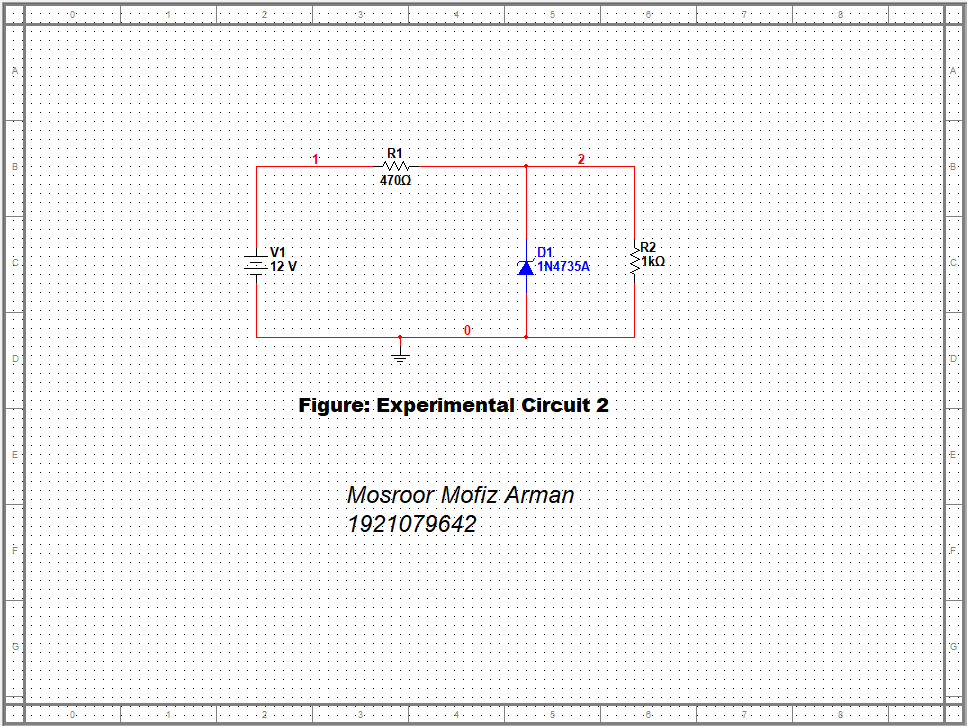 0 1 2 3 4 5 6 7 8
A A
1 R1 2
B B
470Ω
V1 D1 R2
12 V 1N4735A 1kΩ
C C
0
D D
Figure: Experimental Circuit 2
E E
Mosroor Mofiz Arman
1921079642
F F
G G
0 1 2 3 4 5 6 7 8